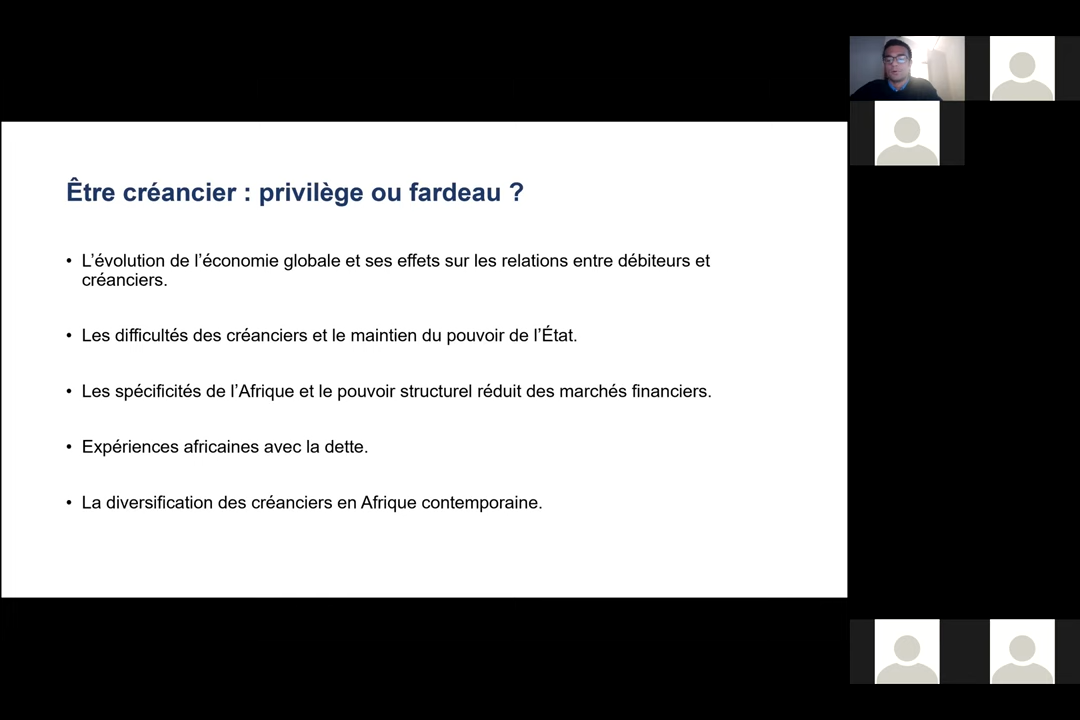 Être créancier : privilège ou fardeau ?
• L’évolution de l’économie globale et ses effets sur les relations entre débiteurs et
créanciers.
• Les difficultés des créanciers et le maintien du pouvoir de l’État.
• Les spécificités de l’Afrique et le pouvoir structurel réduit des marchés financiers.
• Expériences africaines avec la dette.
• La diversification des créanciers en Afrique contemporaine.